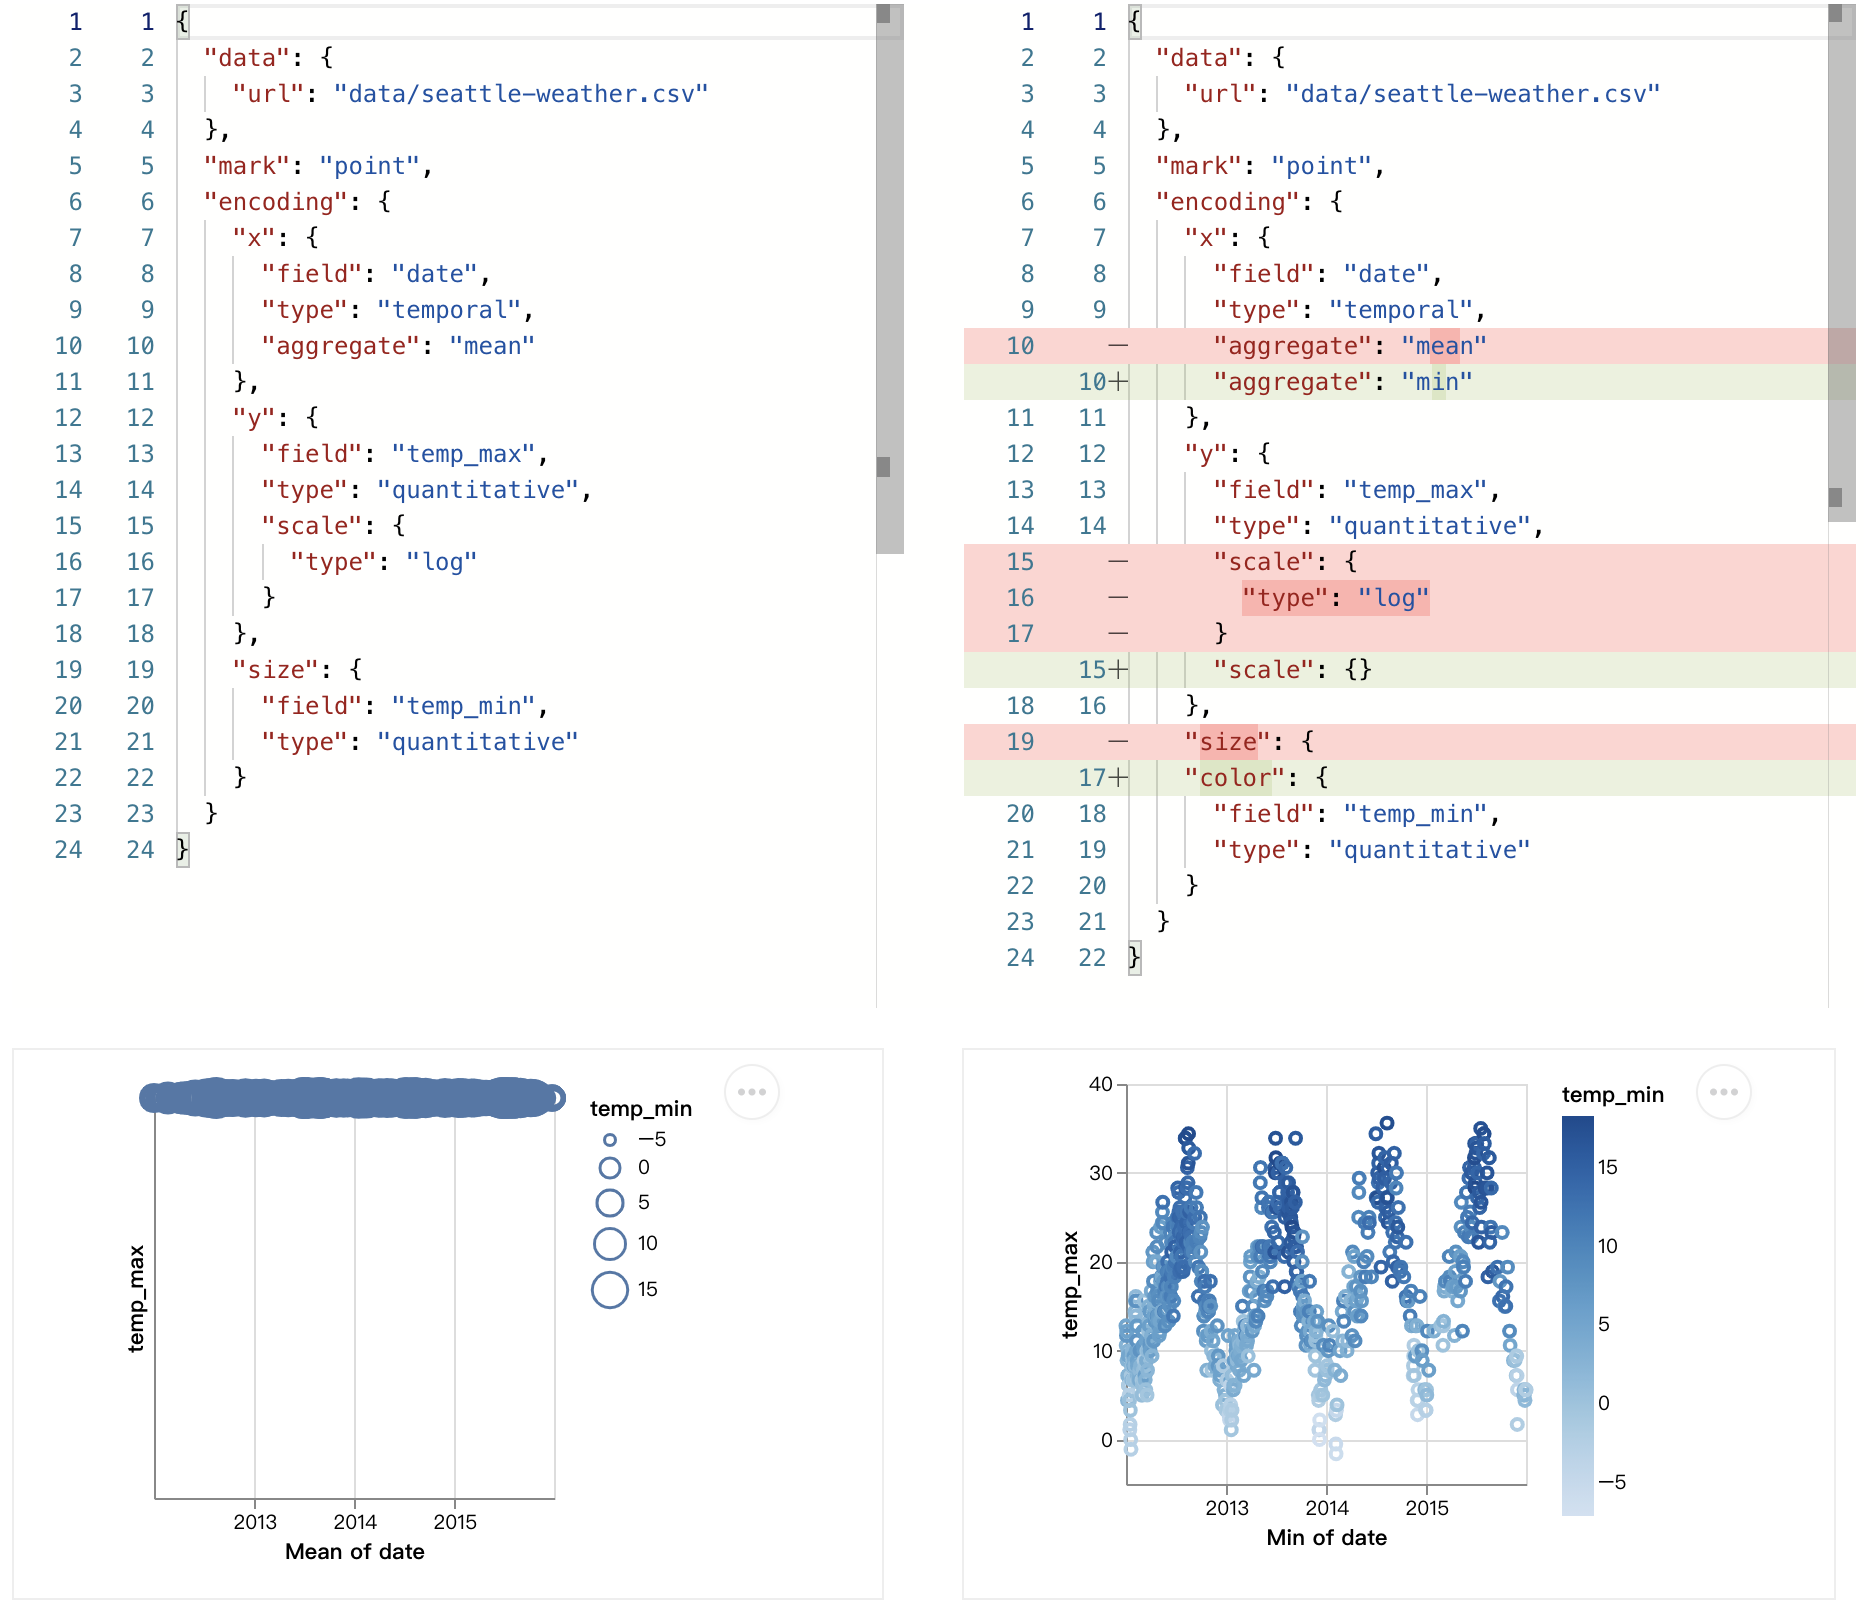 1 1 {
2 2 "data": {
3 3 "url": "data/seattle-weather.csv"
4 4 },
5 5 "mark": "point",
6 6 "encoding": {
7 7 "x": {
8 8 "field": "date",
9 9 "type": "temporal",
10 10 "aggregate": "mean"
11 11 },
12 12 "y": {
13 13 "field": "temp_max",
14 14 "type": "quantitative",
15 15 "scale": {
16 16 "type": "log"
17 17 }
18 18 },
19 19 "size": {
20 20 "field": "temp_min",
21 21 "type": "quantitative"
22 22 }
23 23 }
24 24 }
1 1 {
2 2 "data": {
3 3 "url": "data/seattle-weather.csv"
4 4 },
5 5 "mark": "point",
6 6 "encoding": {
7 7 "x": {
8 8 "field": "date",
9 9 "type": "temporal",
10 — "aggregate": "mean"
10+ "aggregate": "min"
11 11 },
12 12 "y": {
13 13 "field": "temp_max",
14 14 "type": "quantitative",
15 — "scale": {
16 — "type": "log"
17 — }
15+ "scale": {}
18 16 },
19 — "size": {
17+ "color": {
20 18 "field": "temp_min",
21 19 "type": "quantitative"
22 20 }
23 21 }
24 22 }
temp_max
2013 2014 2015
Mean of date
temp_min
−5
0
5
10
15
temp_max
40
30
20
10
0
2013 2014 2015
Min of date
temp_min
15
10
5
0
−5